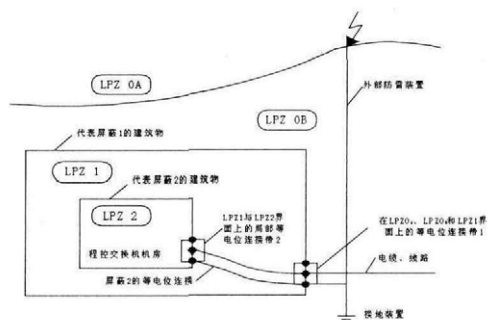 LPZ 0A
外部防雷装置
LPZ 0B
代表屏蔽1的建筑物
LPZ 1
代表屏蔽2的建筑物
LPZ 2
LPZ1与LPZ2界
面上的局部等
电位连接带2
在LPZ0A、LPZ0B和LPZ1界
面上的等电位连接带1
程控交换机机房
电缆、线路
屏蔽2的等电位连接
接地装置